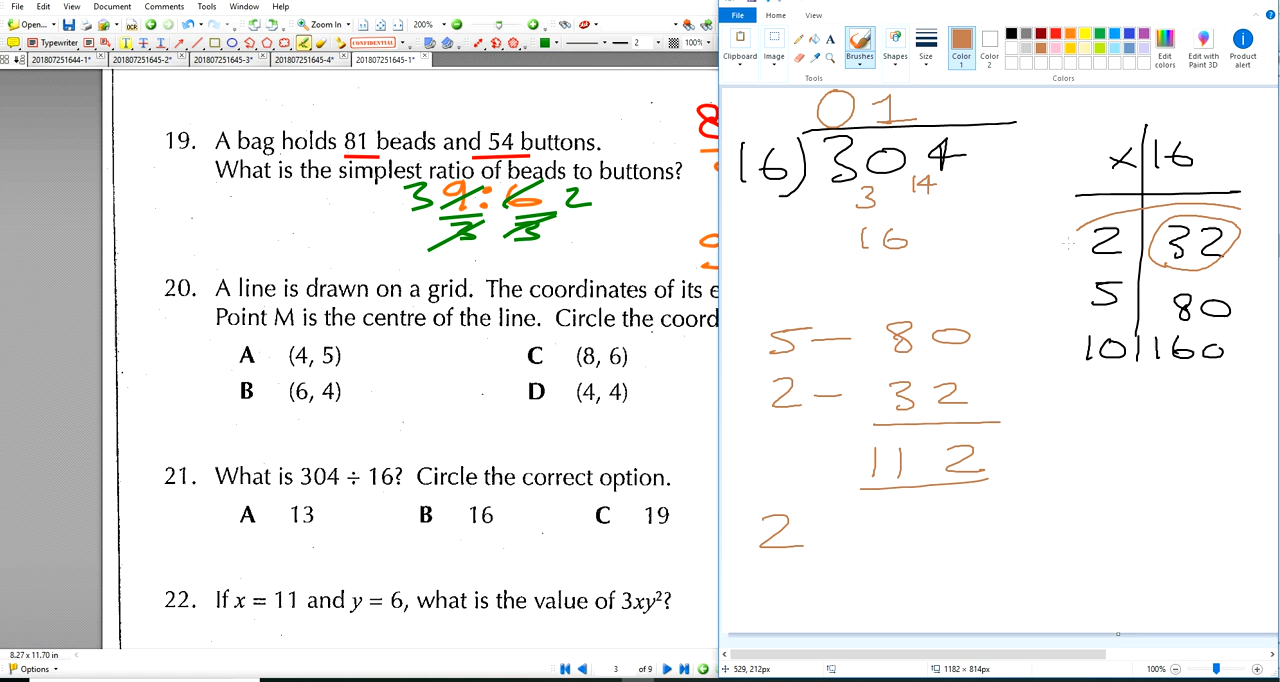 File Edit View Document Comments Tools Window Help
Open... OCR Zoom In 200%
Typewriter T T T CONFIDENTIAL 2 100%
201807251644-1* 201807251645-2* 201807251645-3* 201807251645-4* 201807251645-1*
19. A bag holds 81 beads and 54 buttons.
What is the simplest ratio of beads to buttons?
3 9 : 6 2
3 3
8
20. A line is drawn on a grid. The coordinates of its e
Point M is the centre of the line. Circle the coord
A (4, 5) C (8, 6)
B (6, 4) D (4, 4)
21. What is 304 ÷ 16? Circle the correct option.
A 13 B 16 C 19
22. If x = 11 and y = 6, what is the value of 3xy²?
8.27 x 11.70 in
Options 3 of 9
File Home View
Clipboard Image A Brushes Shapes Size Color 1 Color 2 Edit colors Edit with Paint 3D Product alert
Tools Colors
0 1
16) 304
3 14
16
5 — 80
2 — 32
112
2
x 16
2 32
5 80
10 160
529, 212px 1182 × 814px 100%